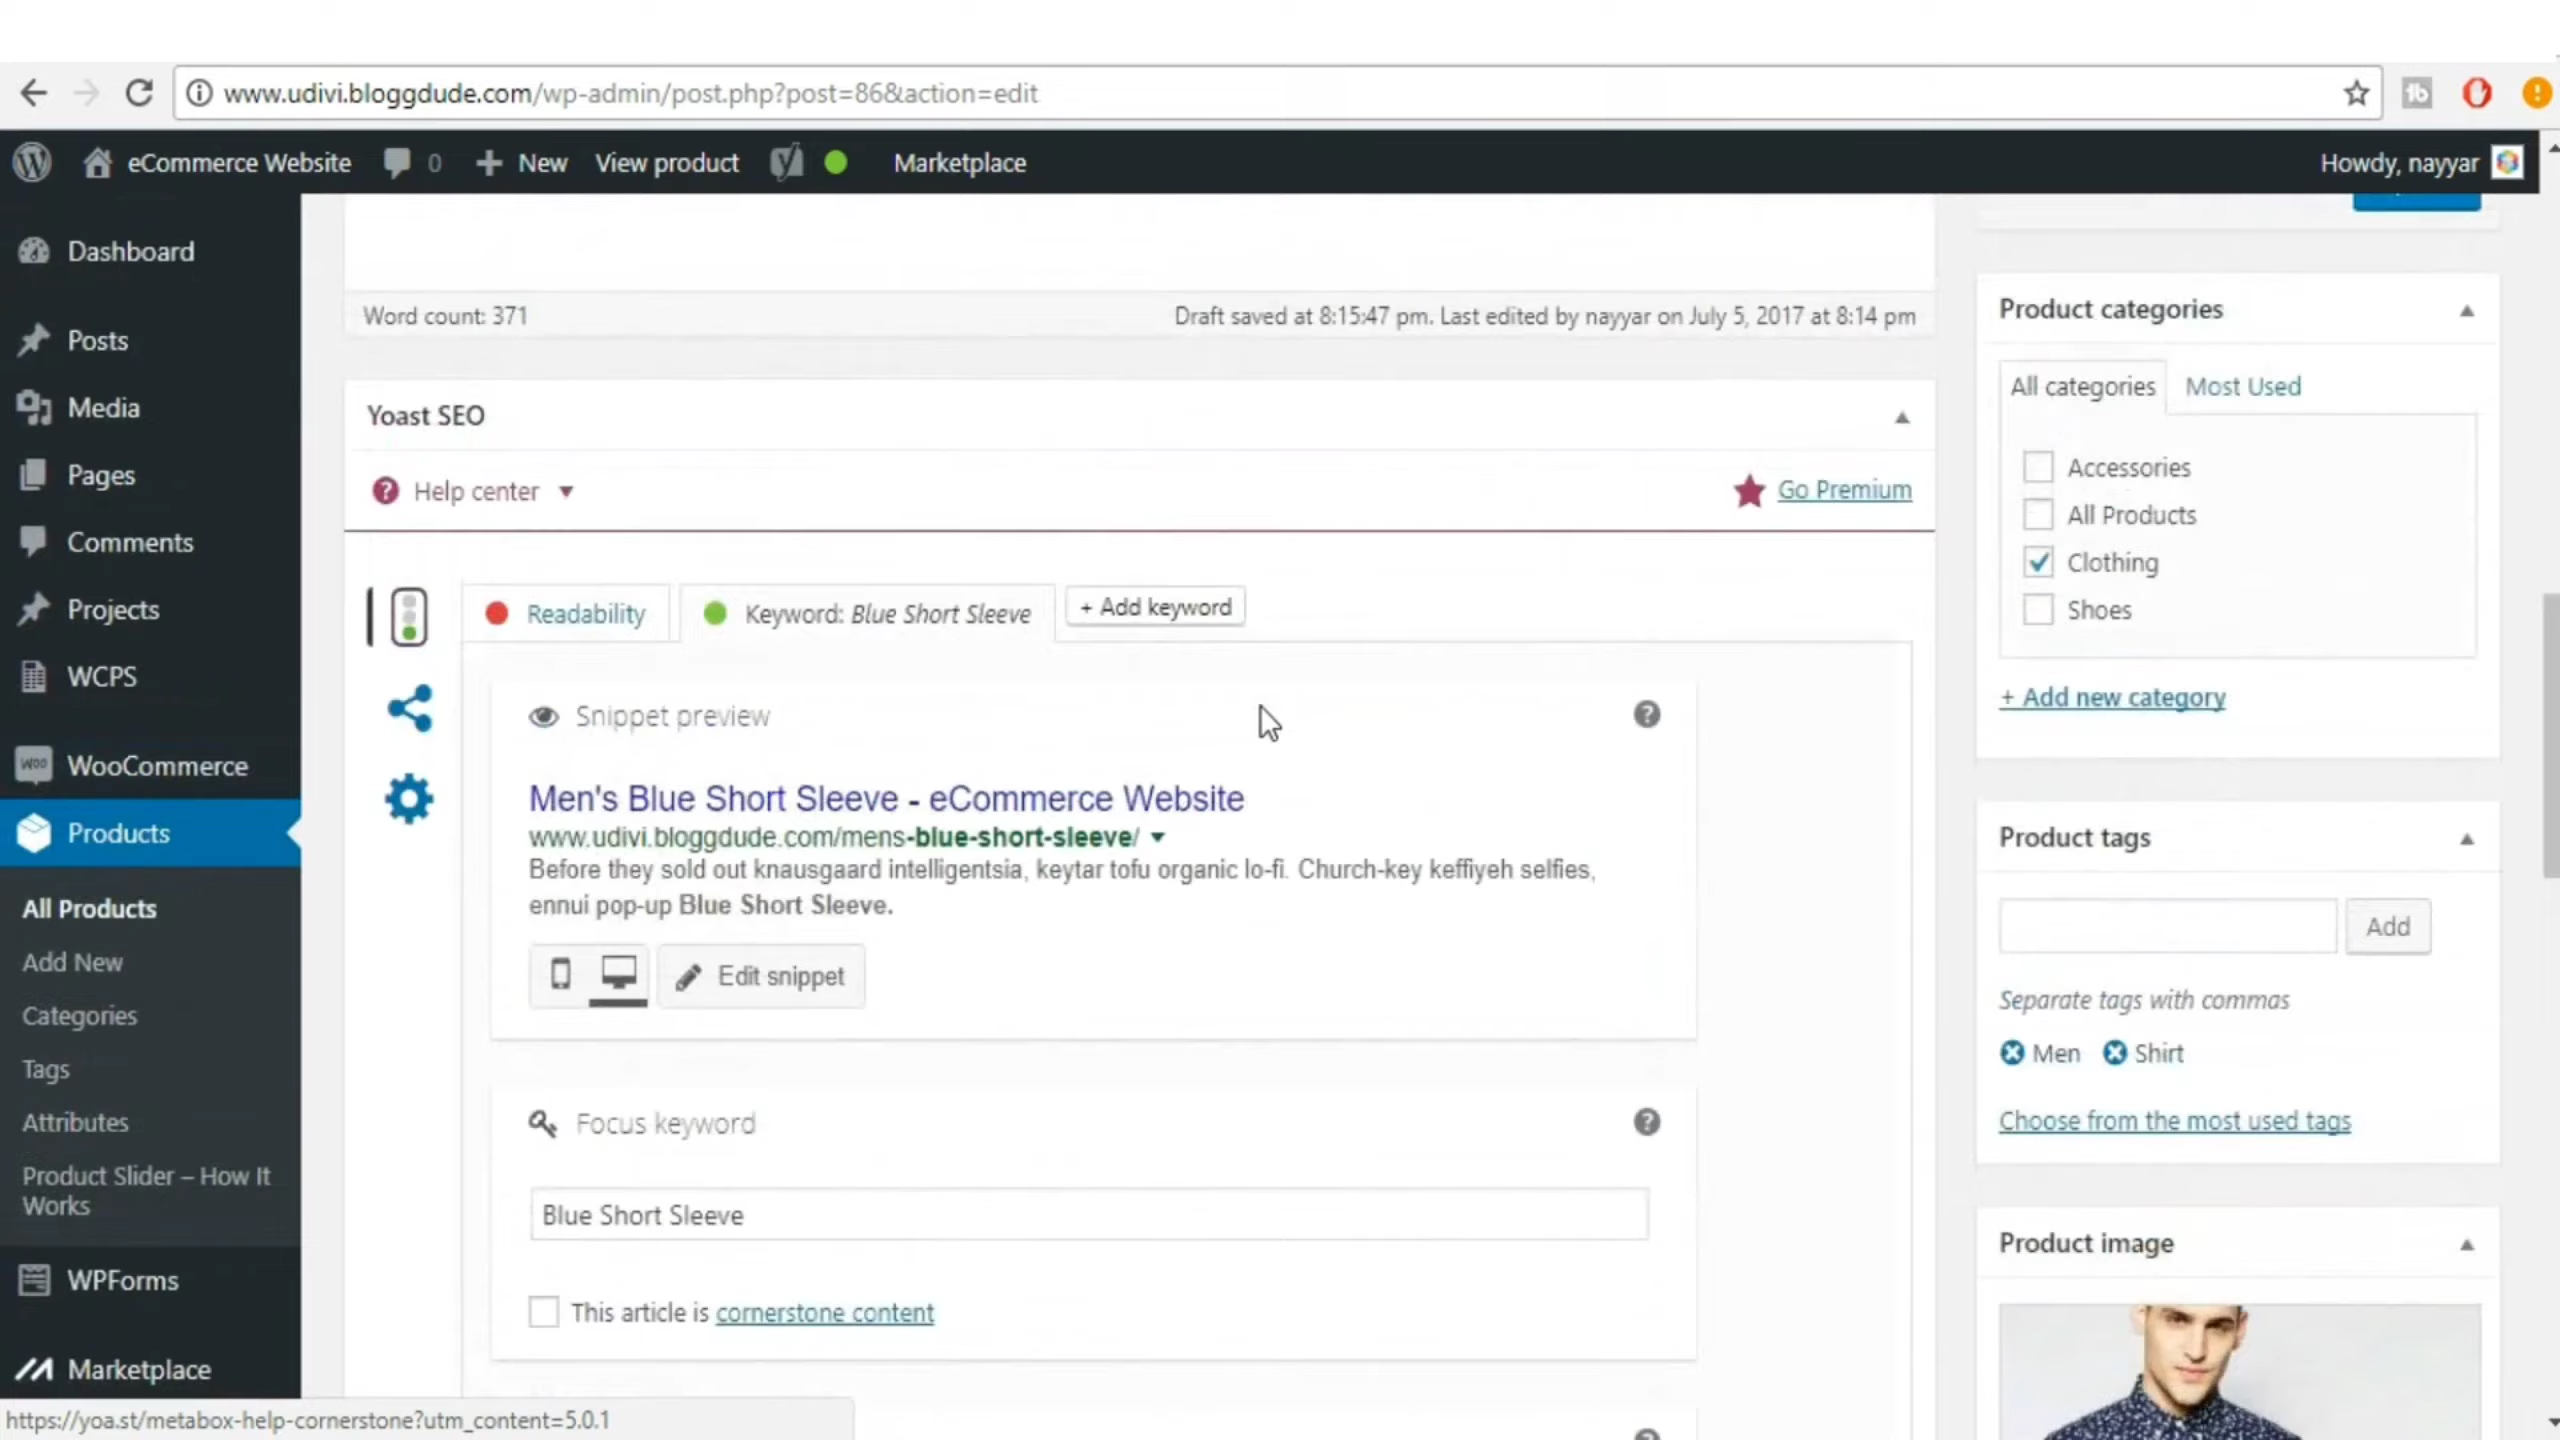 www.udivi.bloggdude.com/wp-admin/post.php?post=86&action=edit
eCommerce Website
0
New
View product
Marketplace
Howdy, nayyar
Dashboard
Posts
Media
Pages
Comments
Projects
WCPS
WooCommerce
Products
All Products
Add New
Categories
Tags
Attributes
Product Slider – How It
Works
WPForms
Marketplace
Word count: 371
Draft saved at 8:15:47 pm. Last edited by nayyar on July 5, 2017 at 8:14 pm
Yoast SEO
Help center
Go Premium
Readability
Keyword: Blue Short Sleeve
+ Add keyword
Snippet preview
Men's Blue Short Sleeve - eCommerce Website
www.udivi.bloggdude.com/mens-blue-short-sleeve/
Before they sold out knausgaard intelligentsia, keytar tofu organic lo-fi. Church-key keffiyeh selfies,
ennui pop-up Blue Short Sleeve.
Edit snippet
Focus keyword
Blue Short Sleeve
This article is cornerstone content
Product categories
All categories
Most Used
Accessories
All Products
Clothing
Shoes
+ Add new category
Product tags
Add
Separate tags with commas
Men
Shirt
Choose from the most used tags
Product image
https://yoa.st/metabox-help-cornerstone?utm_content=5.0.1